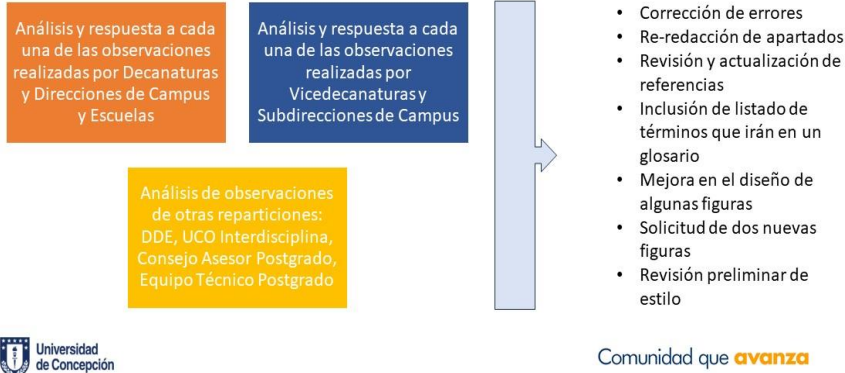 Análisis y respuesta a cada
una de las observaciones
realizadas por Decanaturas
y Direcciones de Campus
y Escuelas
Análisis y respuesta a cada
una de las observaciones
realizadas por
Vicedecanaturas y
Subdirecciones de Campus
Análisis de observaciones
de otras reparticiones:
DDE, UCO Interdisciplina,
Consejo Asesor Postgrado,
Equipo Técnico Postgrado
• Corrección de errores
• Re-redacción de apartados
• Revisión y actualización de
referencias
• Inclusión de listado de
términos que irán en un
glosario
• Mejora en el diseño de
algunas figuras
• Solicitud de dos nuevas
figuras
• Revisión preliminar de
estilo
Universidad
de Concepción
Comunidad que avanza